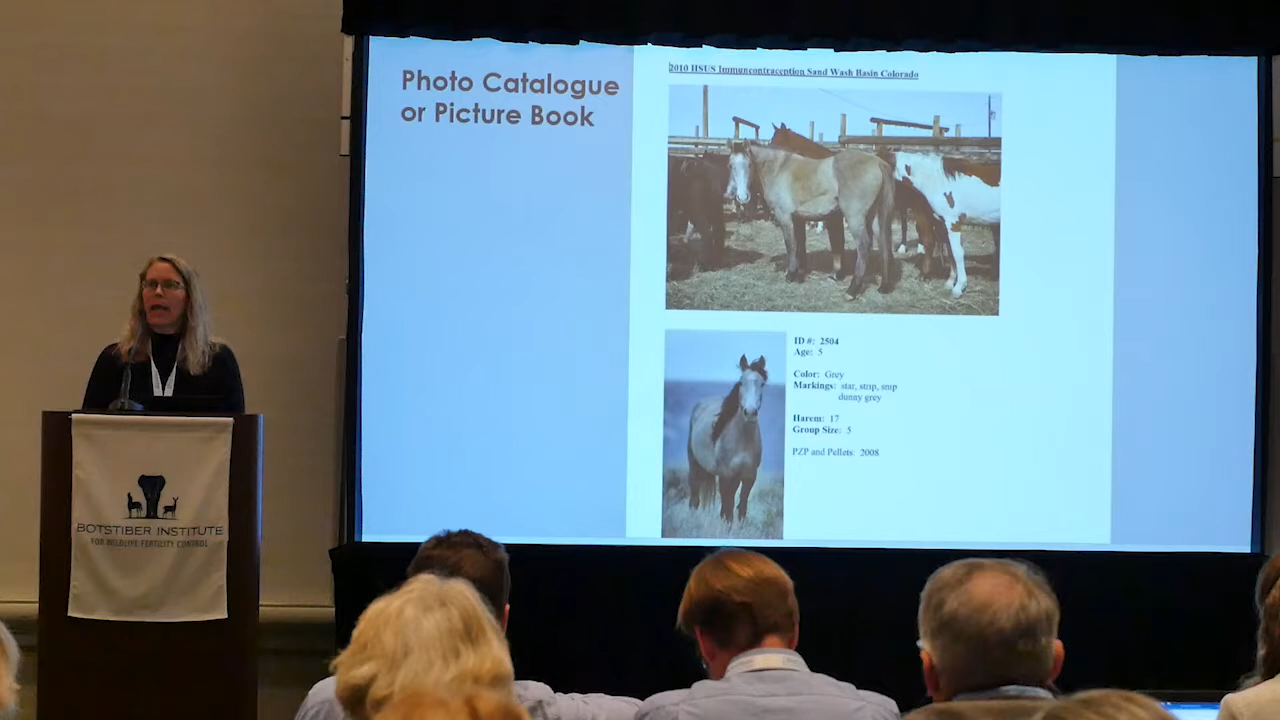 Photo Catalogue
or Picture Book
2010 HSUS Immuncontraception Sand Wash Basin Colorado
ID #: 2504
Age: 5
Color: Grey
Markings: star, strip, snip
dunny grey
Harem: 17
Group Size: 5
PZP and Pellets: 2008
BOTSTIBER INSTITUTE
FOR WILDLIFE FERTILITY CONTROL